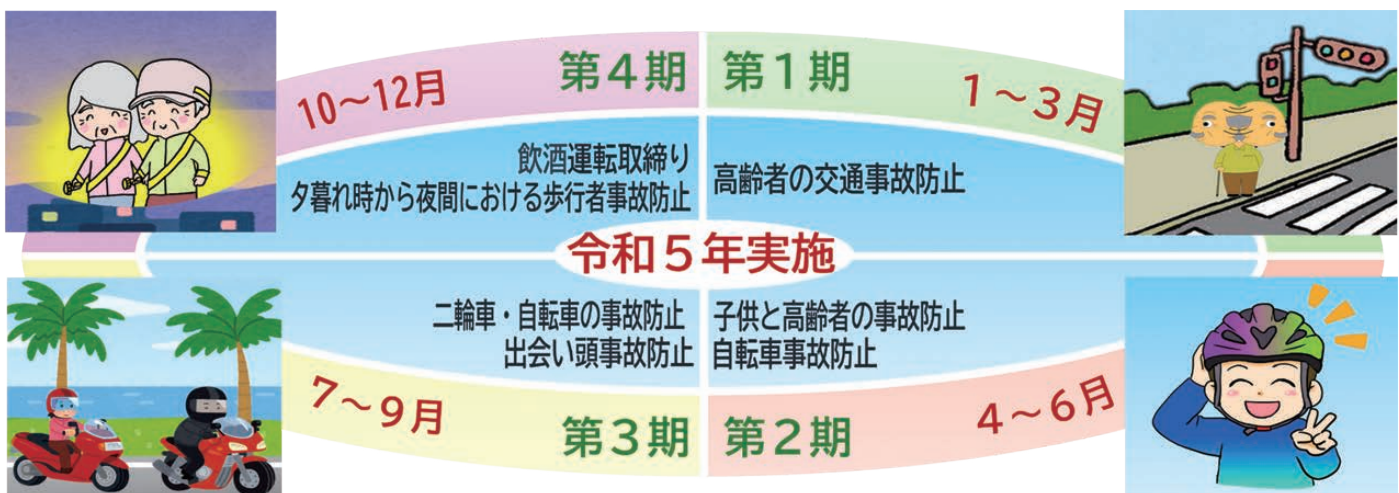 第4期
10～12月
飲酒運転取締り
夕暮れ時から夜間における歩行者事故防止
第1期
1～3月
高齢者の交通事故防止
令和5年実施
二輪車・自転車の事故防止
出会い頭事故防止
7～9月
第3期
子供と高齢者の事故防止
自転車事故防止
4～6月
第2期